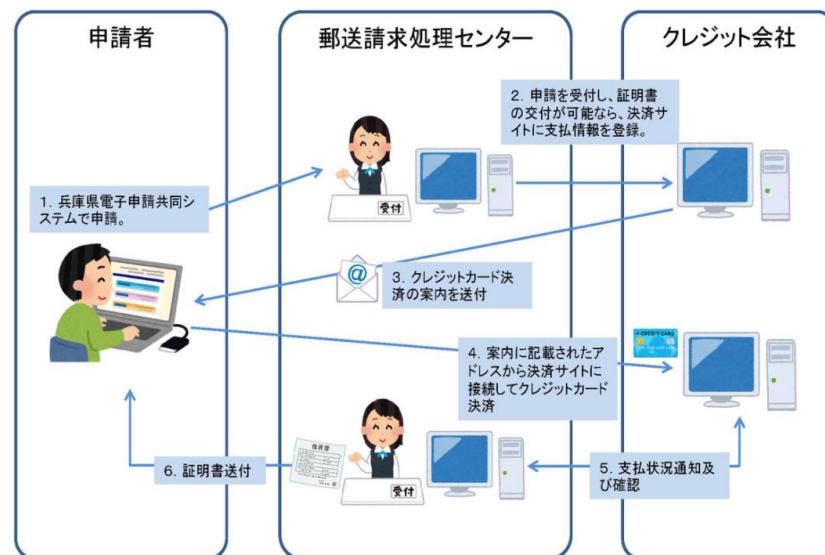 申請者
郵送請求処理センター
クレジット会社
2. 申請を受付し、証明書
の交付が可能なら、決済サ
イトに支払情報を登録。
1. 兵庫県電子申請共同シ
ステムで申請。
受付
@
3. クレジットカード決
済の案内を送付
CREDIT CARD
4. 案内に記載されたア
ドレスから決済サイトに
接続してクレジットカード
決済
6. 証明書送付
受付
5. 支払状況通知及
び確認